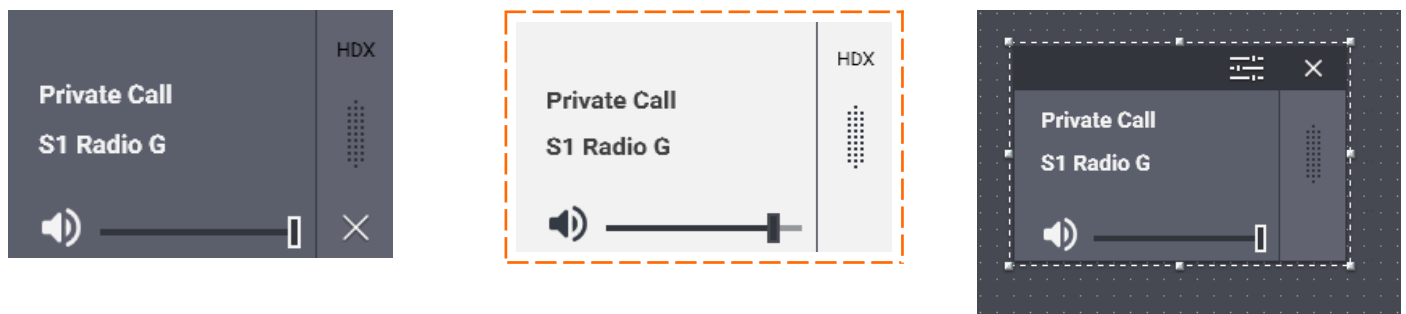 HDX
Private Call
S1 Radio G
HDX
Private Call
S1 Radio G
Private Call
S1 Radio G